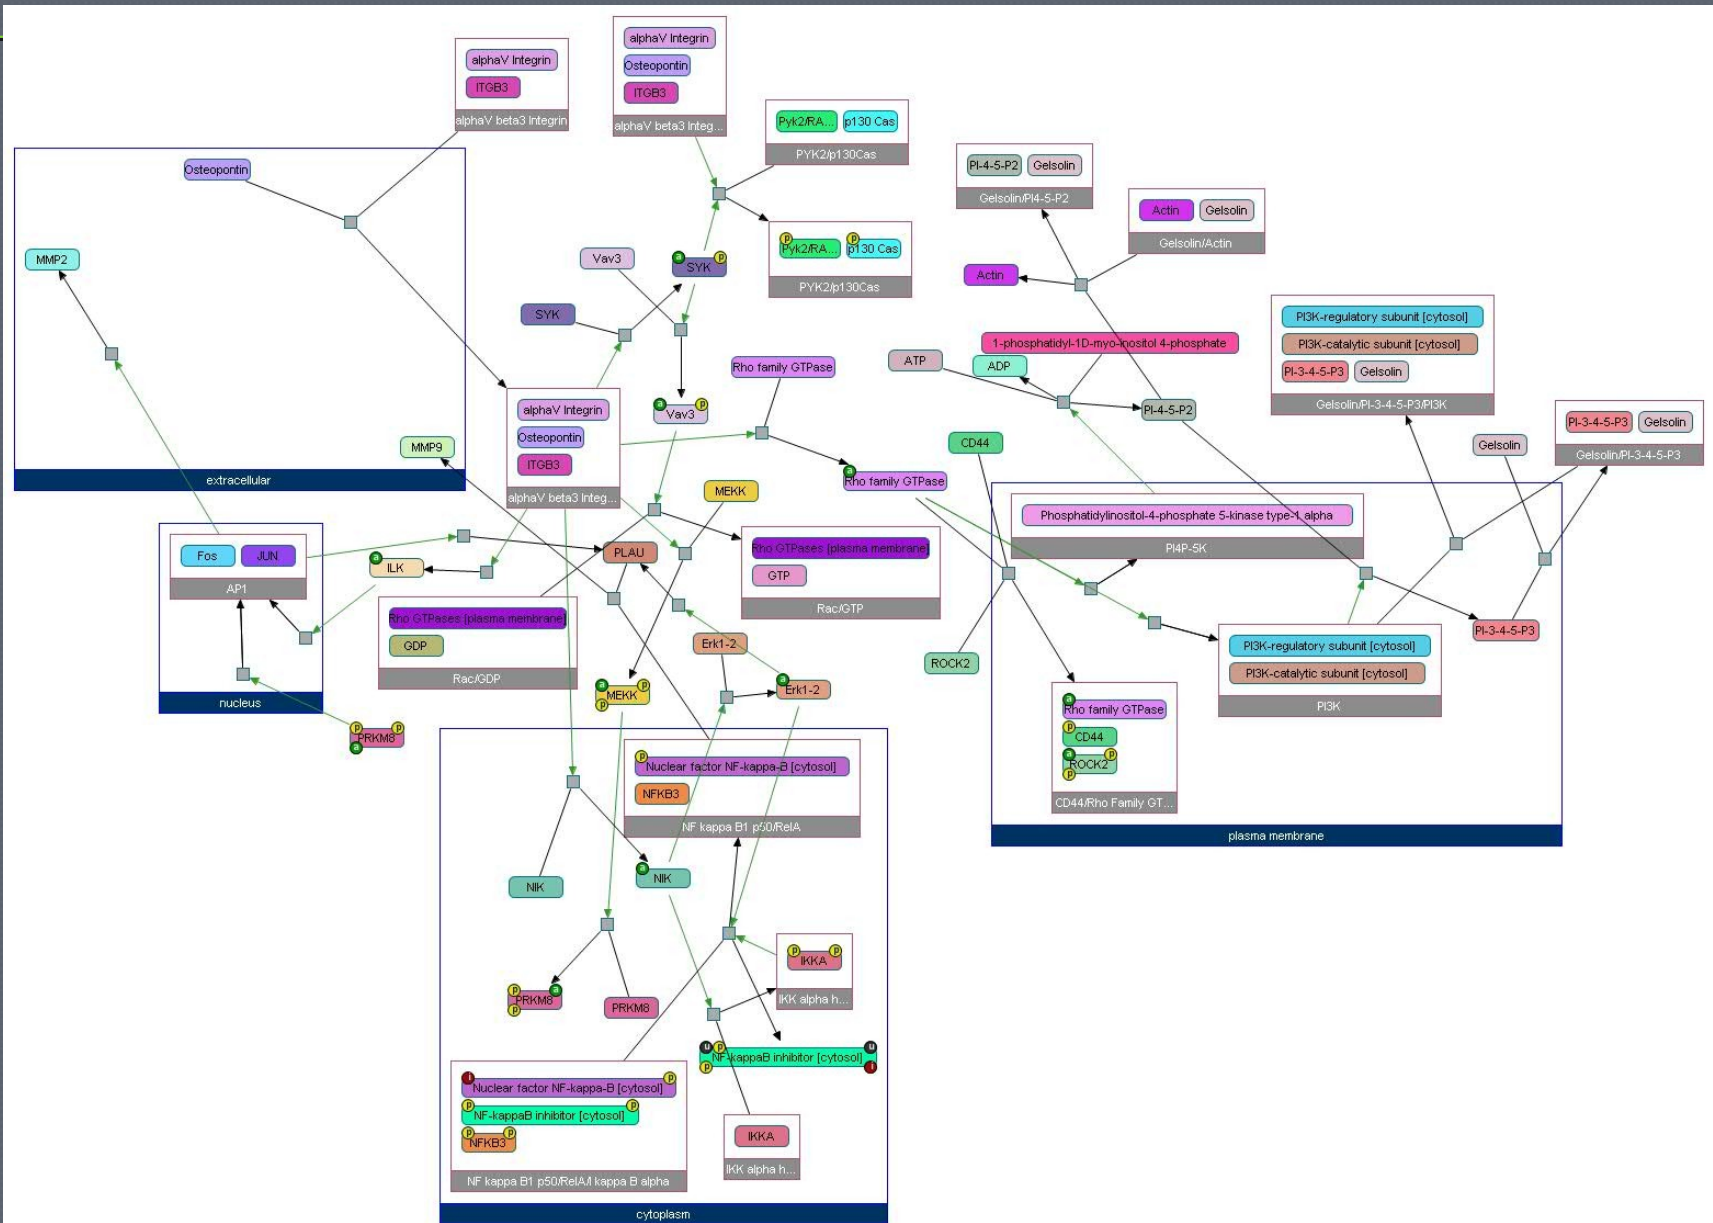 alphaV Integrin
ITGB3
alphaV beta3 Integrin
alphaV Integrin
Osteopontin
ITGB3
alphaV beta3 Integ...
Pyk2/RA...
p130 Cas
PYK2/p130Cas
Pyk2/RA...
p130 Cas
PYK2/p130Cas
Osteopontin
MMP2
MMP9
extracellular
Vav3
SYK
SYK
Vav3
Rho family GTPase
alphaV Integrin
Osteopontin
ITGB3
alphaV beta3 Integ...
Rho family GTPase
MEKK
PI-4-5-P2
Gelsolin
Gelsolin/PI4-5-P2
Actin
Gelsolin
Gelsolin/Actin
Actin
1-phosphatidyl-1D-myo-inositol 4-phosphate
ATP
ADP
PI-4-5-P2
CD44
PI3K-regulatory subunit [cytosol]
PI3K-catalytic subunit [cytosol]
PI-3-4-5-P3
Gelsolin
Gelsolin/PI-3-4-5-P3/PI3K
Gelsolin
PI-3-4-5-P3
Gelsolin
Gelsolin/PI-3-4-5-P3
Fos
JUN
AP1
nucleus
ILK
PLAU
Rho GTPases [plasma membrane]
GTP
Rac/GTP
Rho GTPases [plasma membrane]
GDP
Rac/GDP
Erk1-2
Erk1-2
MEKK
PRKM8
Phosphatidylinositol-4-phosphate 5-kinase type-1 alpha
PI4P-5K
PI-3-4-5-P3
PI3K-regulatory subunit [cytosol]
PI3K-catalytic subunit [cytosol]
PI3K
ROCK2
Rho family GTPase
CD44
ROCK2
CD44/Rho Family GT...
plasma membrane
Nuclear factor NF-kappa-B [cytosol]
NFKB3
NF kappa B1 p50/RelA
NIK
NIK
IKKA
IKK alpha h...
PRKM8
PRKM8
NF-kappaB inhibitor [cytosol]
Nuclear factor NF-kappa-B [cytosol]
NF-kappaB inhibitor [cytosol]
NFKB3
NF kappa B1 p50/RelA/I kappa B alpha
IKKA
IKK alpha h...
cytoplasm